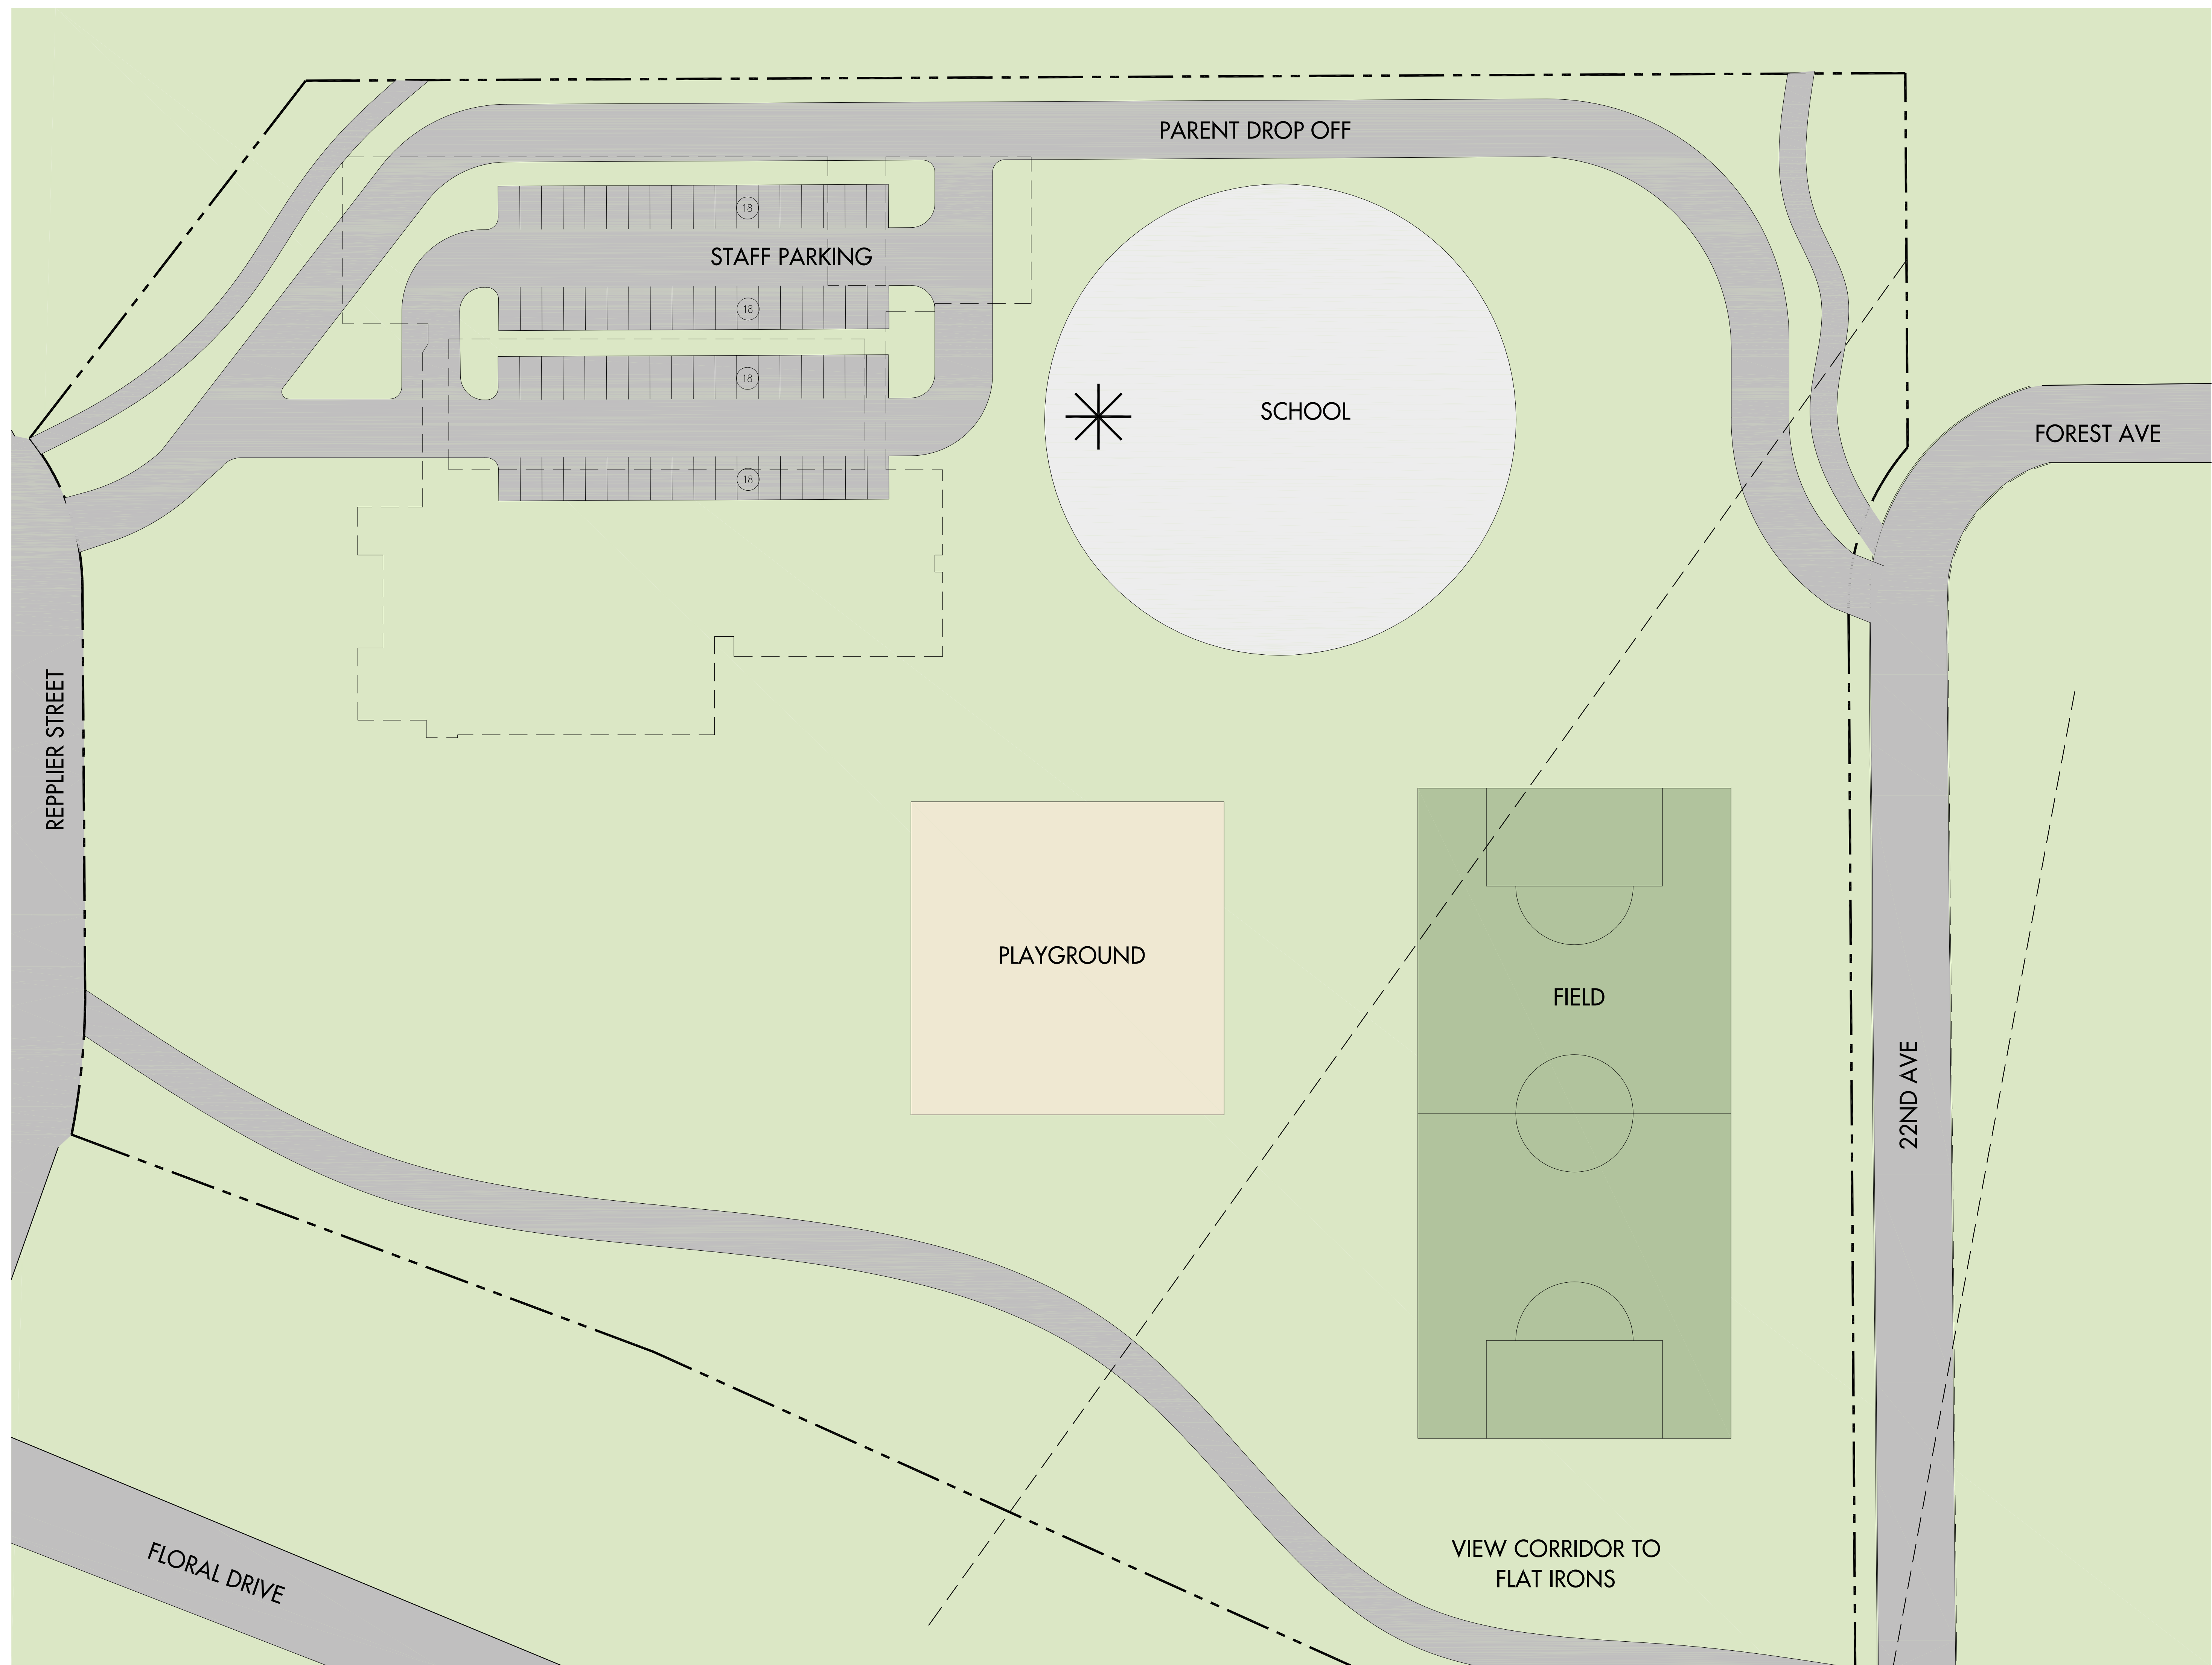 PARENT DROP OFF
18
STAFF PARKING
18
18
18
SCHOOL
FOREST AVE
REPPLIER STREET
PLAYGROUND
FIELD
22ND AVE
VIEW CORRIDOR TO
FLAT IRONS
FLORAL DRIVE